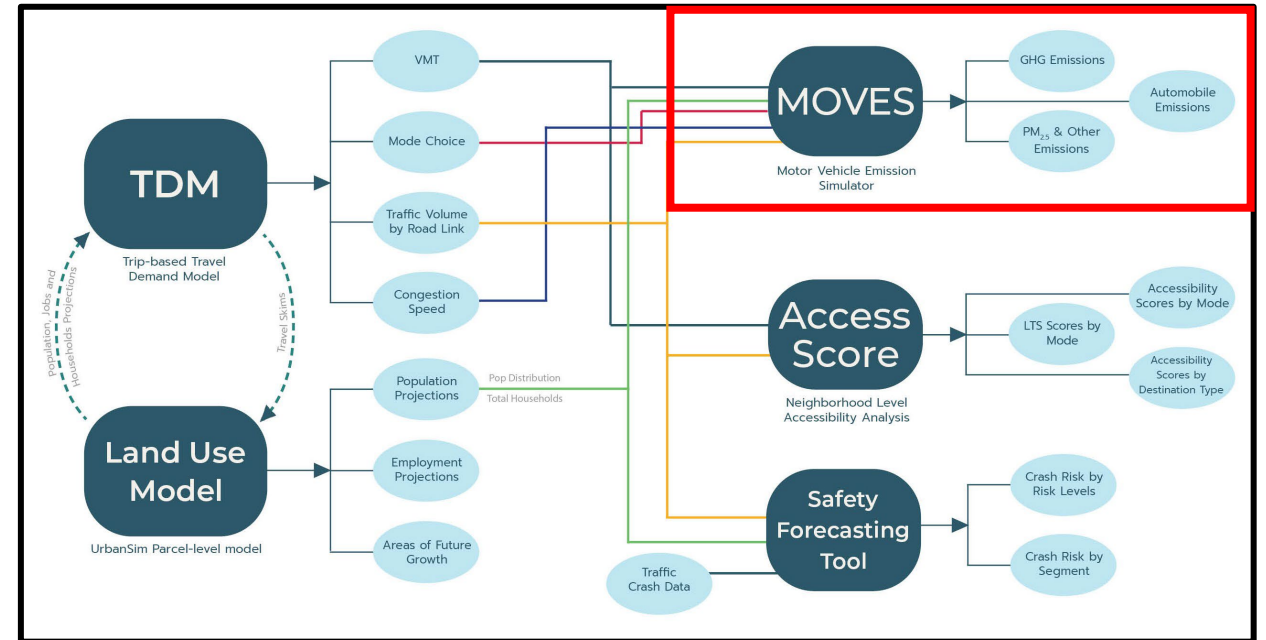 TDM
Trip-based Travel
Demand Model
Population, Jobs and
Households Projections
Travel Skims
Land Use
Model
UrbanSim Parcel-level model
VMT
Mode Choice
Traffic Volume
by Road Link
Congestion
Speed
Population
Projections
Employment
Projections
Areas of Future
Growth
Pop Distribution
Total Households
MOVES
Motor Vehicle Emission
Simulator
GHG Emissions
Automobile
Emissions
PM2.5 & Other
Emissions
Access
Score
Neighborhood Level
Accessibility Analysis
Accessibility
Scores by Mode
LTS Scores by
Mode
Accessibility
Scores by
Destination Type
Safety
Forecasting
Tool
Traffic
Crash Data
Crash Risk by
Risk Levels
Crash Risk by
Segment